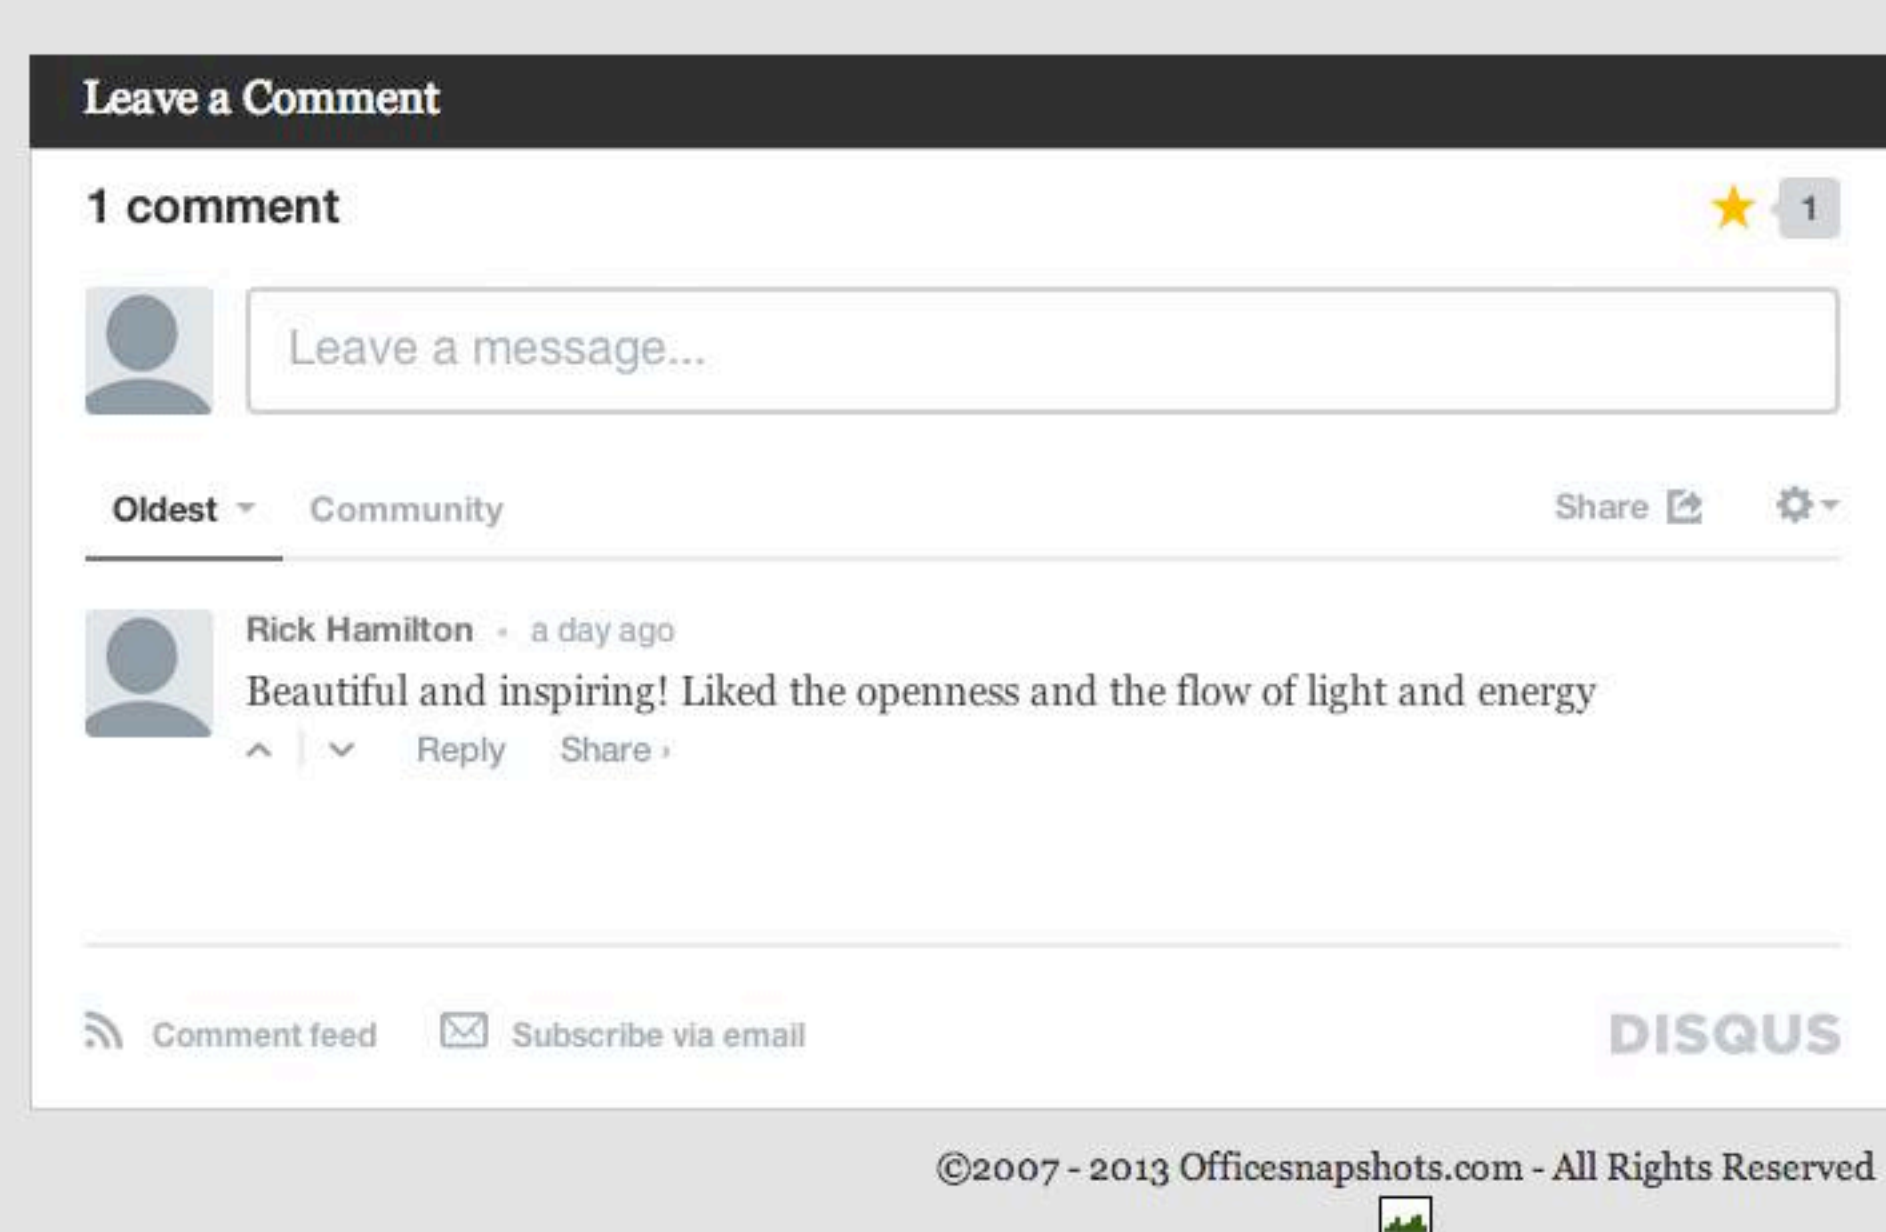 Leave a Comment
1 comment
1
Leave a message...
Oldest Community Share
Rick Hamilton • a day ago
Beautiful and inspiring! Liked the openness and the flow of light and energy
Reply Share ›
Comment feed Subscribe via email DISQUS
©2007 - 2013 Officesnapshots.com - All Rights Reserved